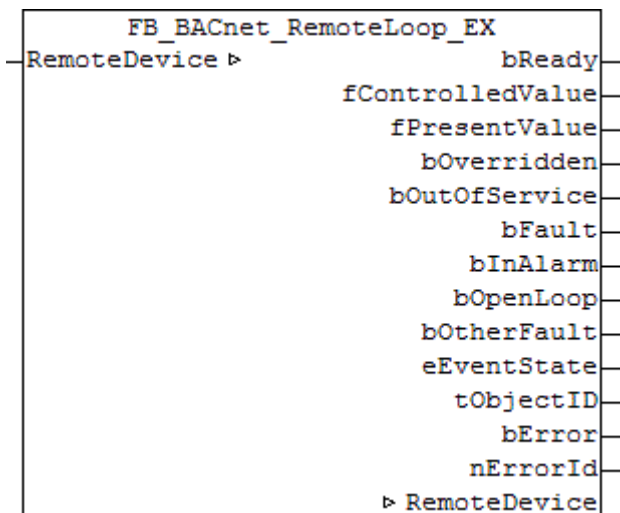 FB_BACnet_RemoteLoop_EX
RemoteDevice ▹ bReady
fControlledValue
fPresentValue
bOverridden
bOutOfService
bFault
bInAlarm
bOpenLoop
bOtherFault
eEventState
tObjectID
bError
nErrorId
▹ RemoteDevice